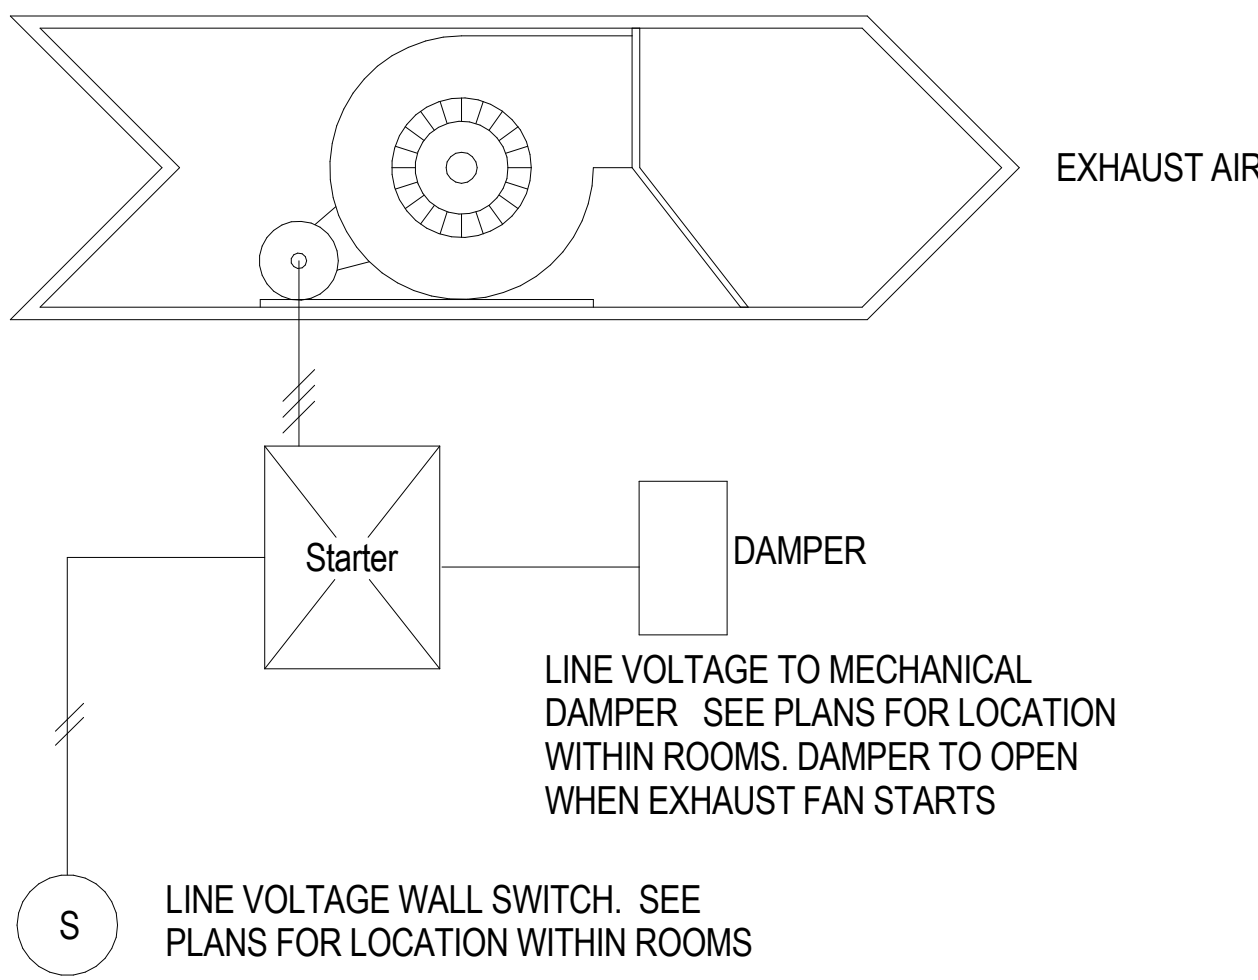 EXHAUST AIR
Starter
DAMPER
LINE VOLTAGE TO MECHANICAL
DAMPER   SEE PLANS FOR LOCATION
WITHIN ROOMS. DAMPER TO OPEN
WHEN EXHAUST FAN STARTS
S
LINE VOLTAGE WALL SWITCH.  SEE
PLANS FOR LOCATION WITHIN ROOMS